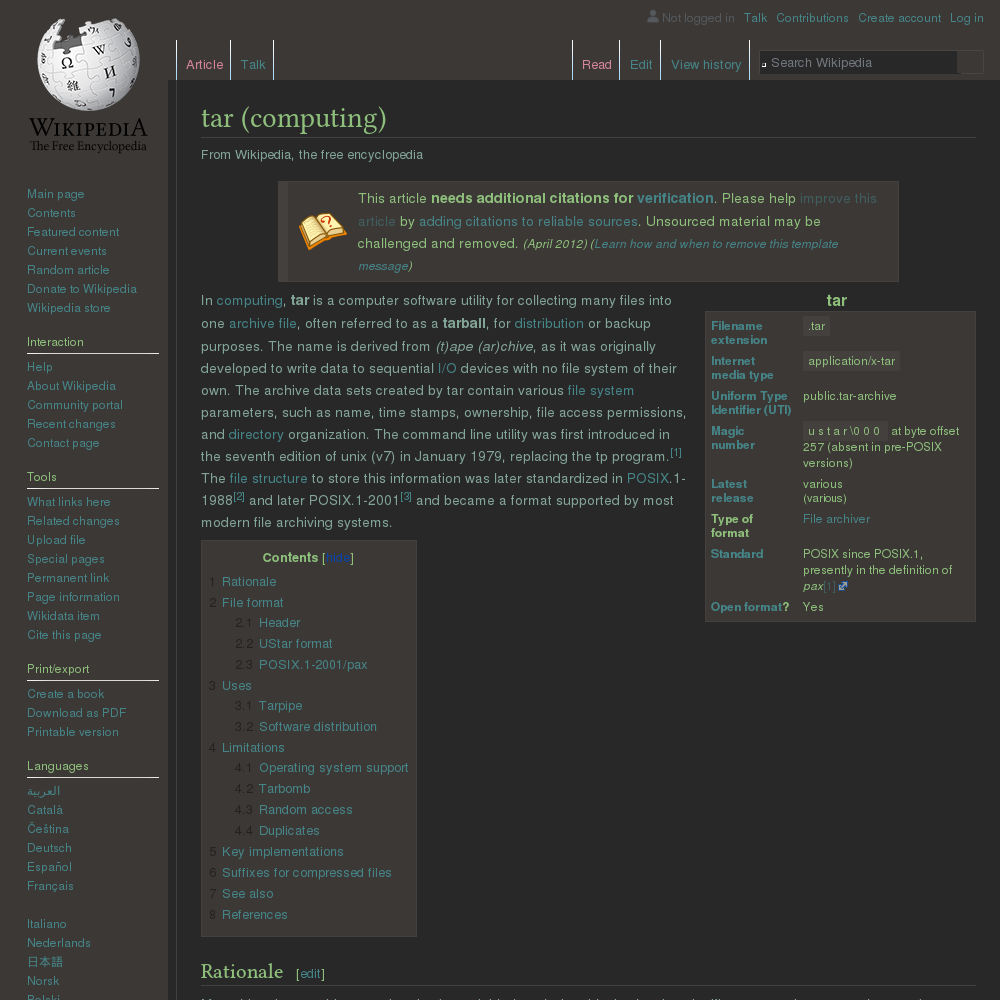 WIKIPEDIA
The Free Encyclopedia
Not logged in Talk Contributions Create account Log in
Article Talk Read Edit View history Search Wikipedia
Main page
Contents
Featured content
Current events
Random article
Donate to Wikipedia
Wikipedia store
Interaction
Help
About Wikipedia
Community portal
Recent changes
Contact page
Tools
What links here
Related changes
Upload file
Special pages
Permanent link
Page information
Wikidata item
Cite this page
Print/export
Create a book
Download as PDF
Printable version
Languages
العربية
Català
Čeština
Deutsch
Español
Français
Italiano
Nederlands
日本語
Norsk
Polski
tar (computing)
From Wikipedia, the free encyclopedia
This article needs additional citations for verification. Please help improve this
article by adding citations to reliable sources. Unsourced material may be
challenged and removed. (April 2012) (Learn how and when to remove this template
message)
In computing, tar is a computer software utility for collecting many files into
one archive file, often referred to as a tarball, for distribution or backup
purposes. The name is derived from (t)ape (ar)chive, as it was originally
developed to write data to sequential I/O devices with no file system of their
own. The archive data sets created by tar contain various file system
parameters, such as name, time stamps, ownership, file access permissions,
and directory organization. The command line utility was first introduced in
the seventh edition of unix (v7) in January 1979, replacing the tp program.[1]
The file structure to store this information was later standardized in POSIX.1-
1988[2] and later POSIX.1-2001[3] and became a format supported by most
modern file archiving systems.
tar
Filename
extension
.tar
Internet
media type
application/x-tar
Uniform Type
Identifier (UTI)
public.tar-archive
Magic
number
u s t a r \0 0 0 at byte offset
257 (absent in pre-POSIX
versions)
Latest
release
various
(various)
Type of
format
File archiver
Standard
POSIX since POSIX.1,
presently in the definition of
pax[1]
Open format?
Yes
Contents [hide]
1 Rationale
2 File format
2.1 Header
2.2 UStar format
2.3 POSIX.1-2001/pax
3 Uses
3.1 Tarpipe
3.2 Software distribution
4 Limitations
4.1 Operating system support
4.2 Tarbomb
4.3 Random access
4.4 Duplicates
5 Key implementations
6 Suffixes for compressed files
7 See also
8 References
Rationale [edit]